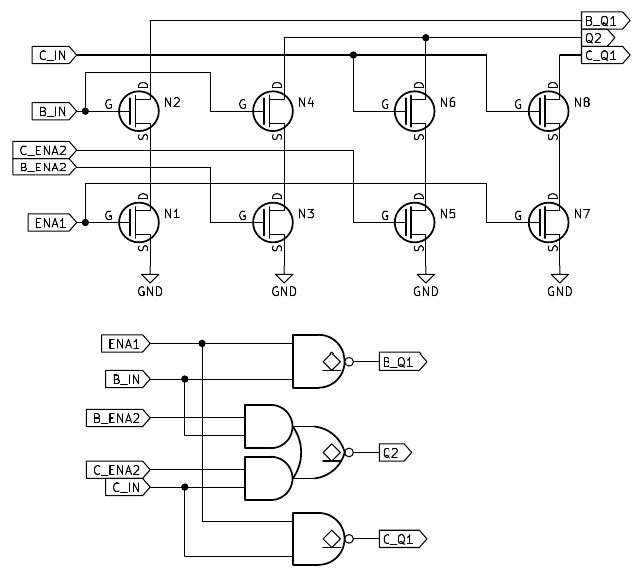 B_Q1
Q2
C_IN
C_Q1
D
D
D
D
B_IN
G
N2
G
N4
G
N6
G
N8
S
S
S
S
C_ENA2
B_ENA2
D
D
D
D
ENA1
G
N1
G
N3
G
N5
G
N7
S
S
S
S
GND
GND
GND
GND
ENA1
B_Q1
B_IN
B_ENA2
Q2
C_ENA2
C_IN
C_Q1